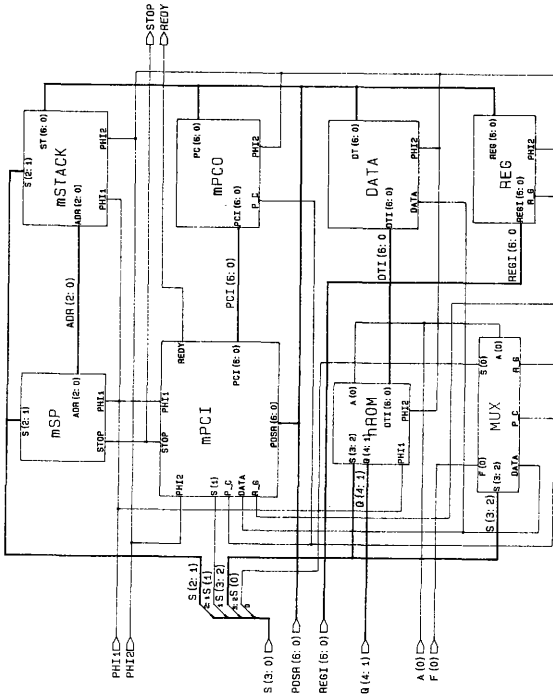 STOP
REDY
S(2:1)
ST(6:0)
mSTACK
PHI2
PHI1
ADR(2:0)
ADR(2:0)
S(2:1)
mSP
ADR(2:0)
PHI1
STOP
PC(6:0)
mPCO
PHI2
PCI(6:0)
P_C
PCI(6:0)
REDY
PCI(6:0)
PHI1
STOP
mPCI
PHI2
S(1)
P_C
DATA
R_G
PDSR(6:0)
DT(6:0)
DATA
PHI2
DTI(6:0)
DATA
DTI(6:0
A(0)
hROM
DTI(6:0)
S(3:2)
Q(4:1)
PHI2
PHI1
Q(4:1)
REG(6:0)
REG
PHI2
REGI(6:0)
R_G
REGI(6:0)
S(0)
A(0)
MUX
F(0)
S(3:2)
R_G
P_C
DATA
S(3:2)
S(2:1)
S(1)
S(3:2)
S(0)
PHI1
PHI2
S(3:0)
PDSR(6:0)
REGI(6:0)
Q(4:1)
A(0)
F(0)